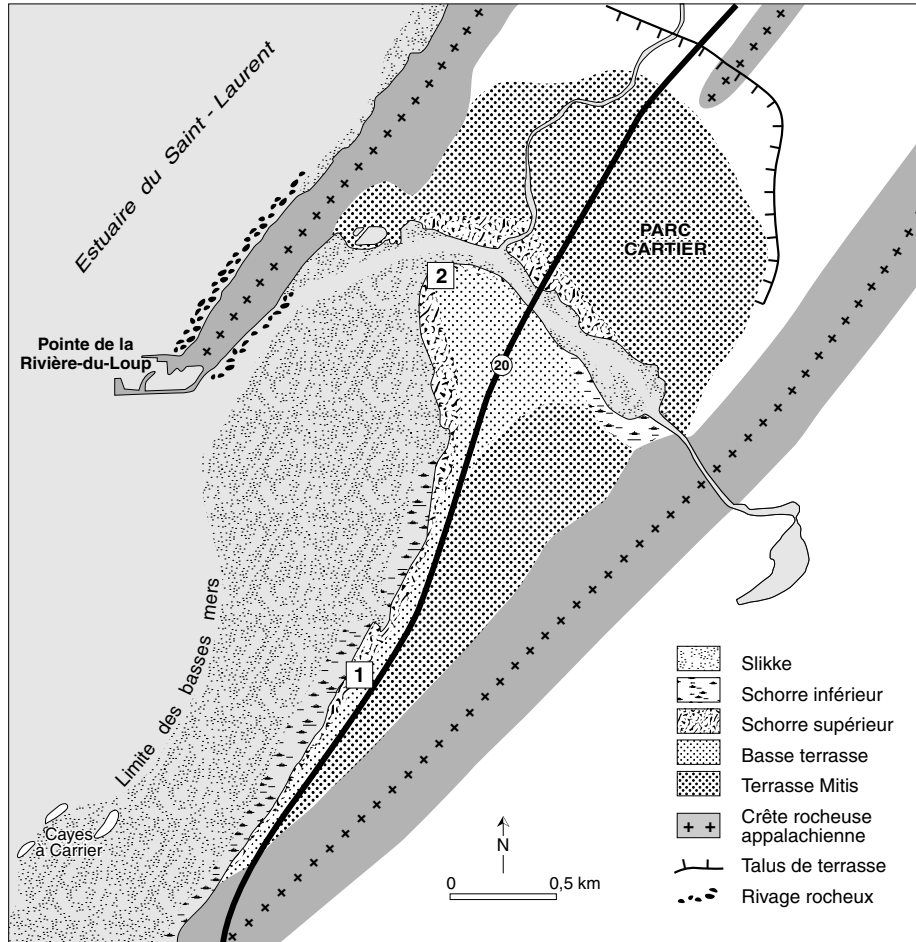 Estuaire du Saint - Laurent
PARC
CARTIER
2
Pointe de la
Rivière-du-Loup
20
Limite des basses mers
1
Cayes
à Carrier
N
0
0,5 km
Slikke
Schorre inférieur
Schorre supérieur
Basse terrasse
Terrasse Mitis
Crête rocheuse
appalachienne
Talus de terrasse
Rivage rocheux